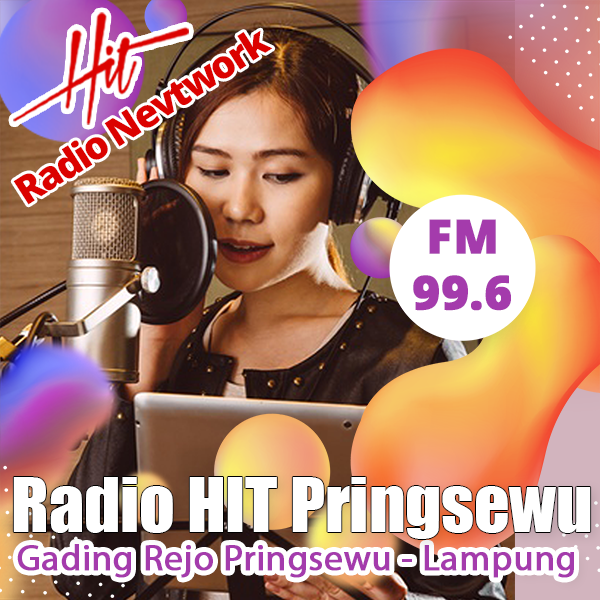 Hit
Radio Nevtwork
FM
99.6
Radio HIT Pringsewu
Gading Rejo Pringsewu - Lampung